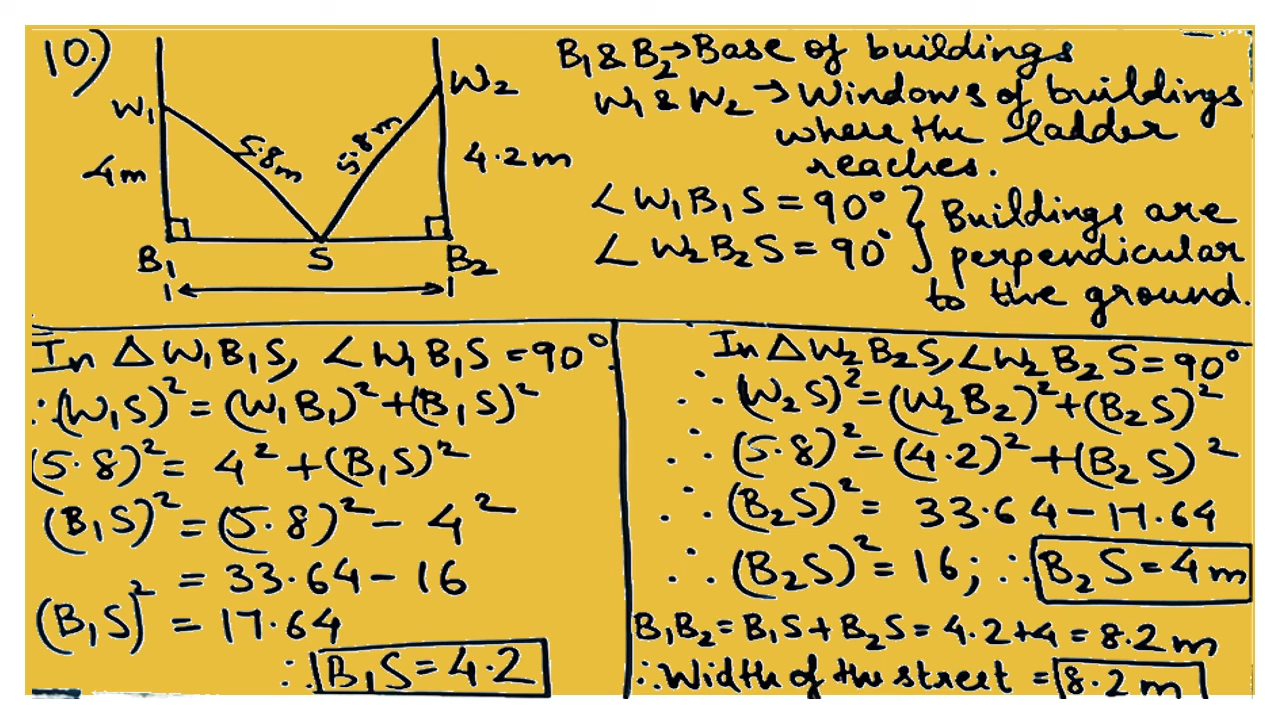 10.)
W₁
5.8m
5.8m
W₂
4m
4.2m
B₁
S
B₂
B₁ & B₂→Base of buildings
W₁ & W₂ → Windows of buildings
where the ladder
reaches.
∠W₁B₁S = 90°
∠W₂B₂S = 90°
} Buildings are
perpendicular
to the ground.
In △W₁B₁S, ∠W₁B₁S = 90°
∴(W₁S)² = (W₁B₁)² + (B₁S)²
(5.8)² = 4² + (B₁S)²
(B₁S)² = (5.8)² - 4²
= 33.64 - 16
(B₁S)² = 17.64
∴ B₁S = 4.2
In △W₂B₂S, ∠W₂B₂S = 90°
∴ (W₂S)² = (W₂B₂)² + (B₂S)²
∴ (5.8)² = (4.2)² + (B₂S)²
∴ (B₂S)² = 33.64 - 17.64
∴ (B₂S)² = 16; ∴ B₂S = 4m
B₁B₂ = B₁S + B₂S = 4.2+4 = 8.2m
∴ Width of the street = 8.2m